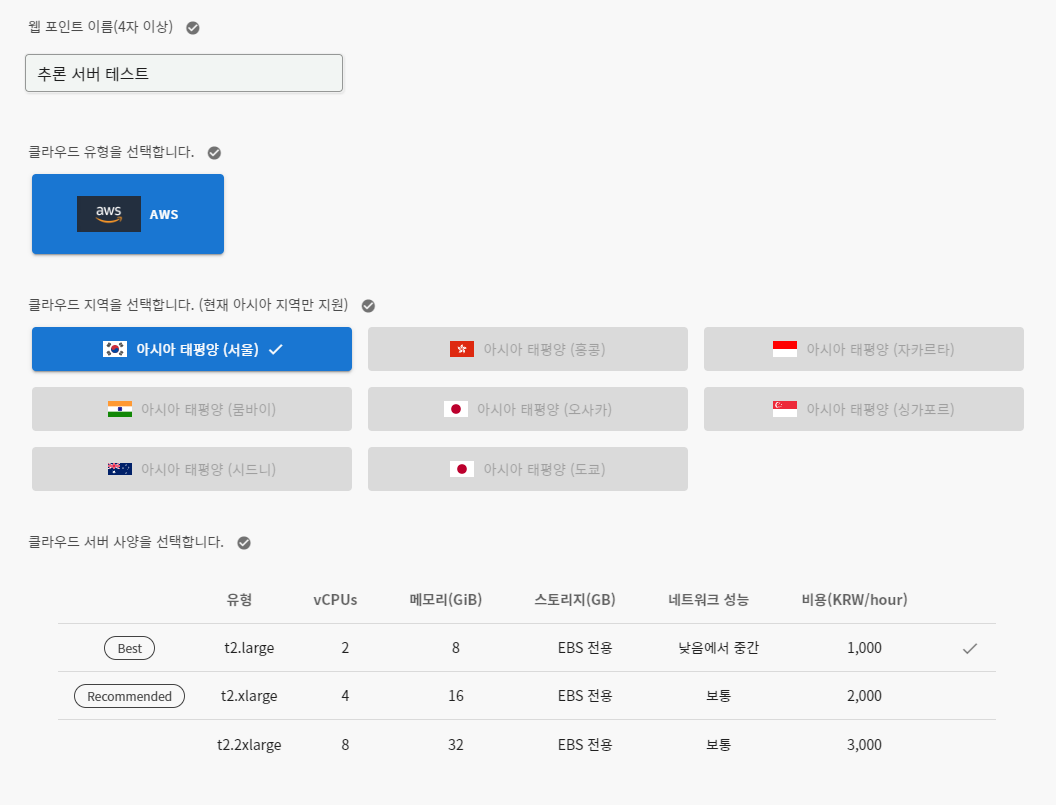 웹 포인트 이름(4자 이상)
추론 서버 테스트
클라우드 유형을 선택합니다.
aws AWS
클라우드 지역을 선택합니다. (현재 아시아 지역만 지원)
아시아 태평양 (서울) 아시아 태평양 (홍콩) 아시아 태평양 (자카르타)
아시아 태평양 (뭄바이) 아시아 태평양 (오사카) 아시아 태평양 (싱가포르)
아시아 태평양 (시드니) 아시아 태평양 (도쿄)
클라우드 서버 사양을 선택합니다.
유형 vCPUs 메모리(GiB) 스토리지(GB) 네트워크 성능 비용(KRW/hour)
Best t2.large 2 8 EBS 전용 낮음에서 중간 1,000
Recommended t2.xlarge 4 16 EBS 전용 보통 2,000
t2.2xlarge 8 32 EBS 전용 보통 3,000